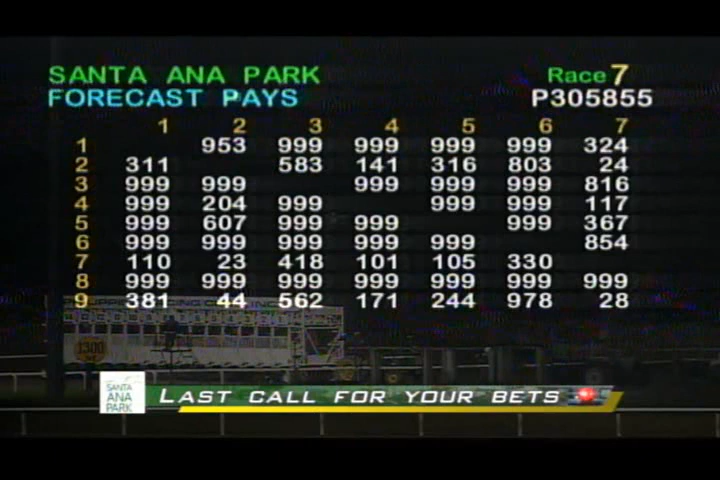 SANTA ANA PARK Race 7
FORECAST PAYS P305855
1 2 3 4 5 6 7
1 953 999 999 999 999 324
2 311 583 141 316 803 24
3 999 999 999 999 999 816
4 999 204 999 999 999 117
5 999 607 999 999 999 367
6 999 999 999 999 999 854
7 110 23 418 101 105 330
8 999 999 999 999 999 999 999
9 381 44 562 171 244 978 28
1300
SANTA
ANA
PARK
LAST CALL FOR YOUR BETS